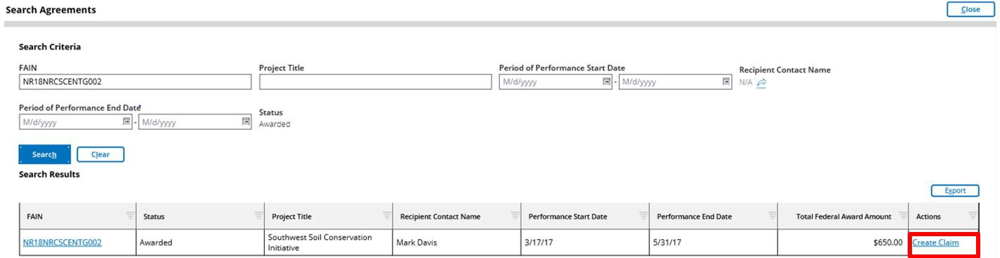 Search Agreements
Close
Search Criteria
FAIN
Project Title
Period of Performance Start Date
Recipient Contact Name
NR18NRCSCENTG002
M/d/yyyy - M/d/yyyy
N/A
Period of Performance End Date
Status
M/d/yyyy - M/d/yyyy
Awarded
Search
Clear
Search Results
Export
FAIN Status Project Title Recipient Contact Name Performance Start Date Performance End Date Total Federal Award Amount Actions
NR18NRCSCENTG002 Awarded Southwest Soil Conservation Mark Davis 3/17/17 5/31/17 $650.00 Create Claim
Initiative